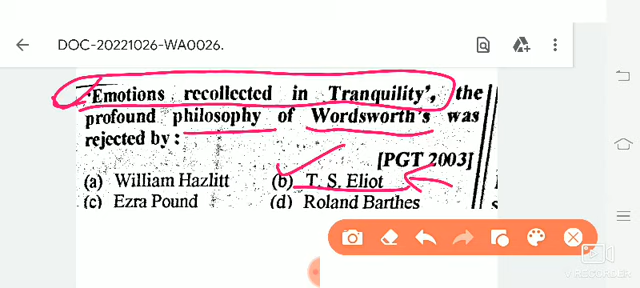 DOC-20221026-WA0026.
'Emotions recollected in Tranquility', the
profound philosophy of Wordsworth's was
rejected by :
[PGT 2003]
(a) William Hazlitt (b) T. S. Eliot
(c) Ezra Pound (d) Roland Barthes
RECORDER